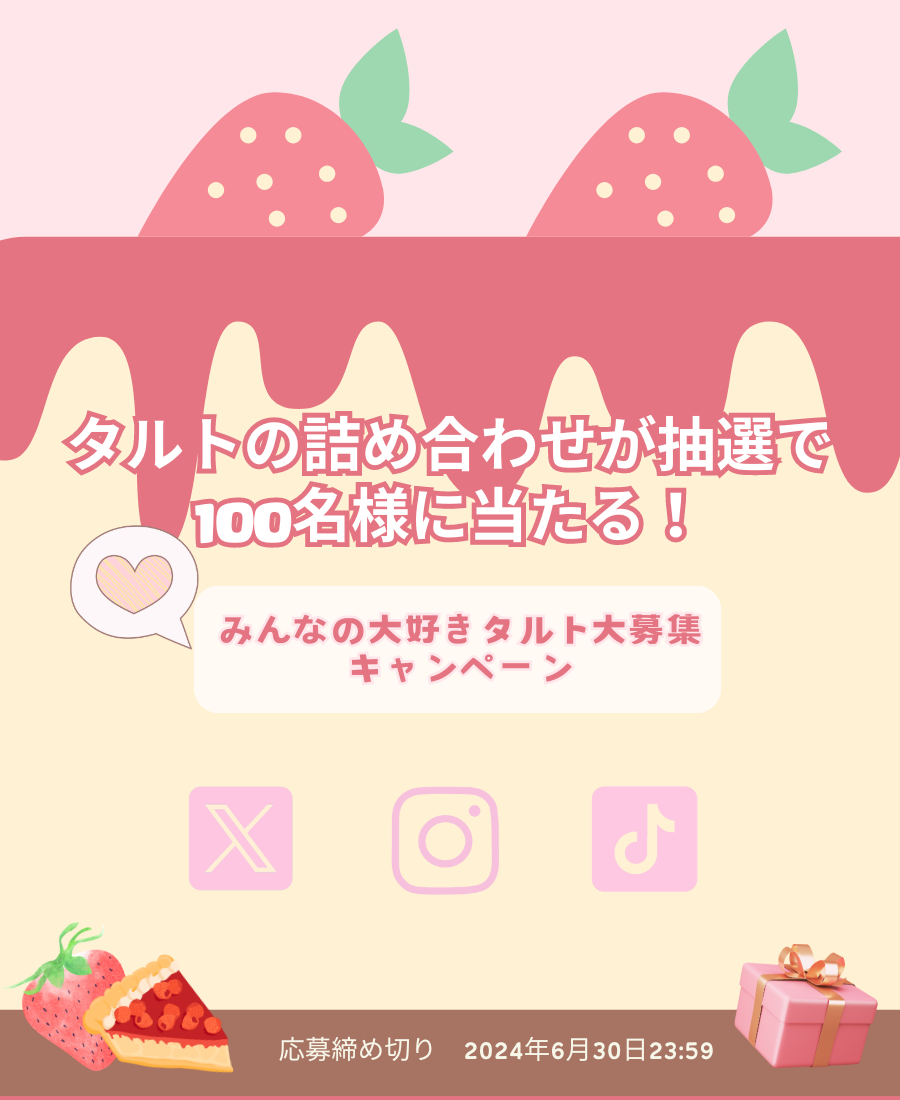 タルトの詰め合わせが抽選で
100名様に当たる！
みんなの大好きタルト大募集
キャンペーン
応募締め切り 2024年6月30日23:59